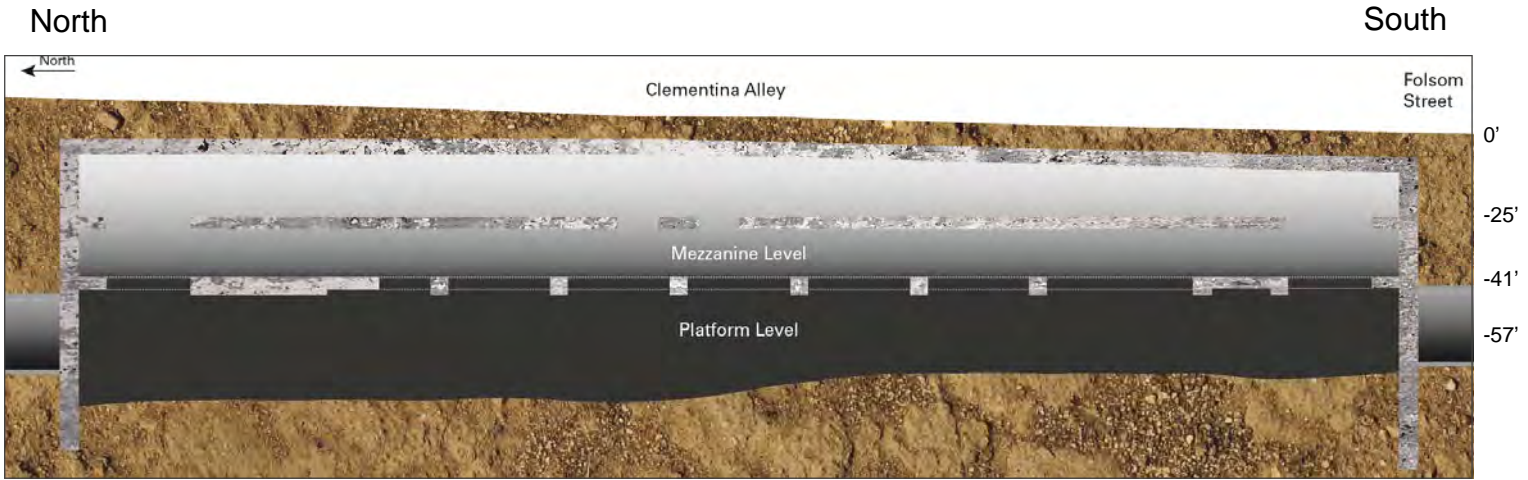 North
South
North
Clementina Alley
Folsom
Street
0’
-25’
Mezzanine Level
-41’
Platform Level
-57’